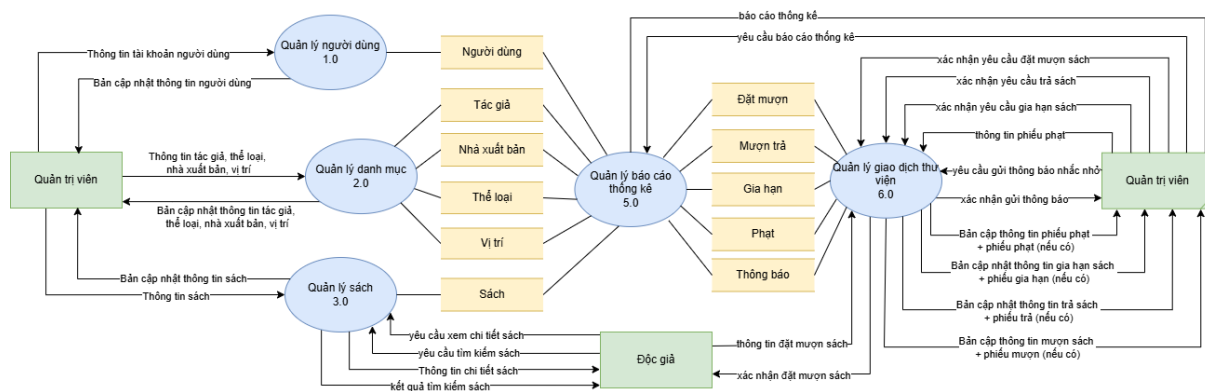 báo cáo thống kê
yêu cầu báo cáo thống kê
Quản lý người dùng
1.0
Người dùng
Thông tin tài khoản người dùng
Bản cập nhật thông tin người dùng
xác nhận yêu cầu đặt mượn sách
xác nhận yêu cầu trả sách
xác nhận yêu cầu gia hạn sách
thông tin phiếu phạt
yêu cầu gửi thông báo nhắc nhở
xác nhận gửi thông báo
Tác giả
Nhà xuất bản
Thể loại
Vị trí
Sách
Đặt mượn
Mượn trả
Gia hạn
Phạt
Thông báo
Quản trị viên
Thông tin tác giả, thể loại,
nhà xuất bản, vị trí
Quản lý danh mục
2.0
Bản cập nhật thông tin tác giả,
thể loại, nhà xuất bản, vị trí
Quản lý báo cáo
thống kê
5.0
Quản lý giao dịch thư
viện
6.0
Quản trị viên
Bản cập thông tin phiếu phạt
+ phiếu phạt (nếu có)
Bản cập nhật thông tin gia hạn sách
+ phiếu gia hạn (nếu có)
Bản cập nhật thông tin trả sách
+ phiếu trả (nếu có)
Bản cập nhật thông tin mượn sách
+ phiếu mượn (nếu có)
Bản cập nhật thông tin sách
Thông tin sách
Quản lý sách
3.0
yêu cầu xem chi tiết sách
yêu cầu tìm kiếm sách
Thông tin chi tiết sách
kết quả tìm kiếm sách
Độc giả
thông tin đặt mượn sách
xác nhận đặt mượn sách